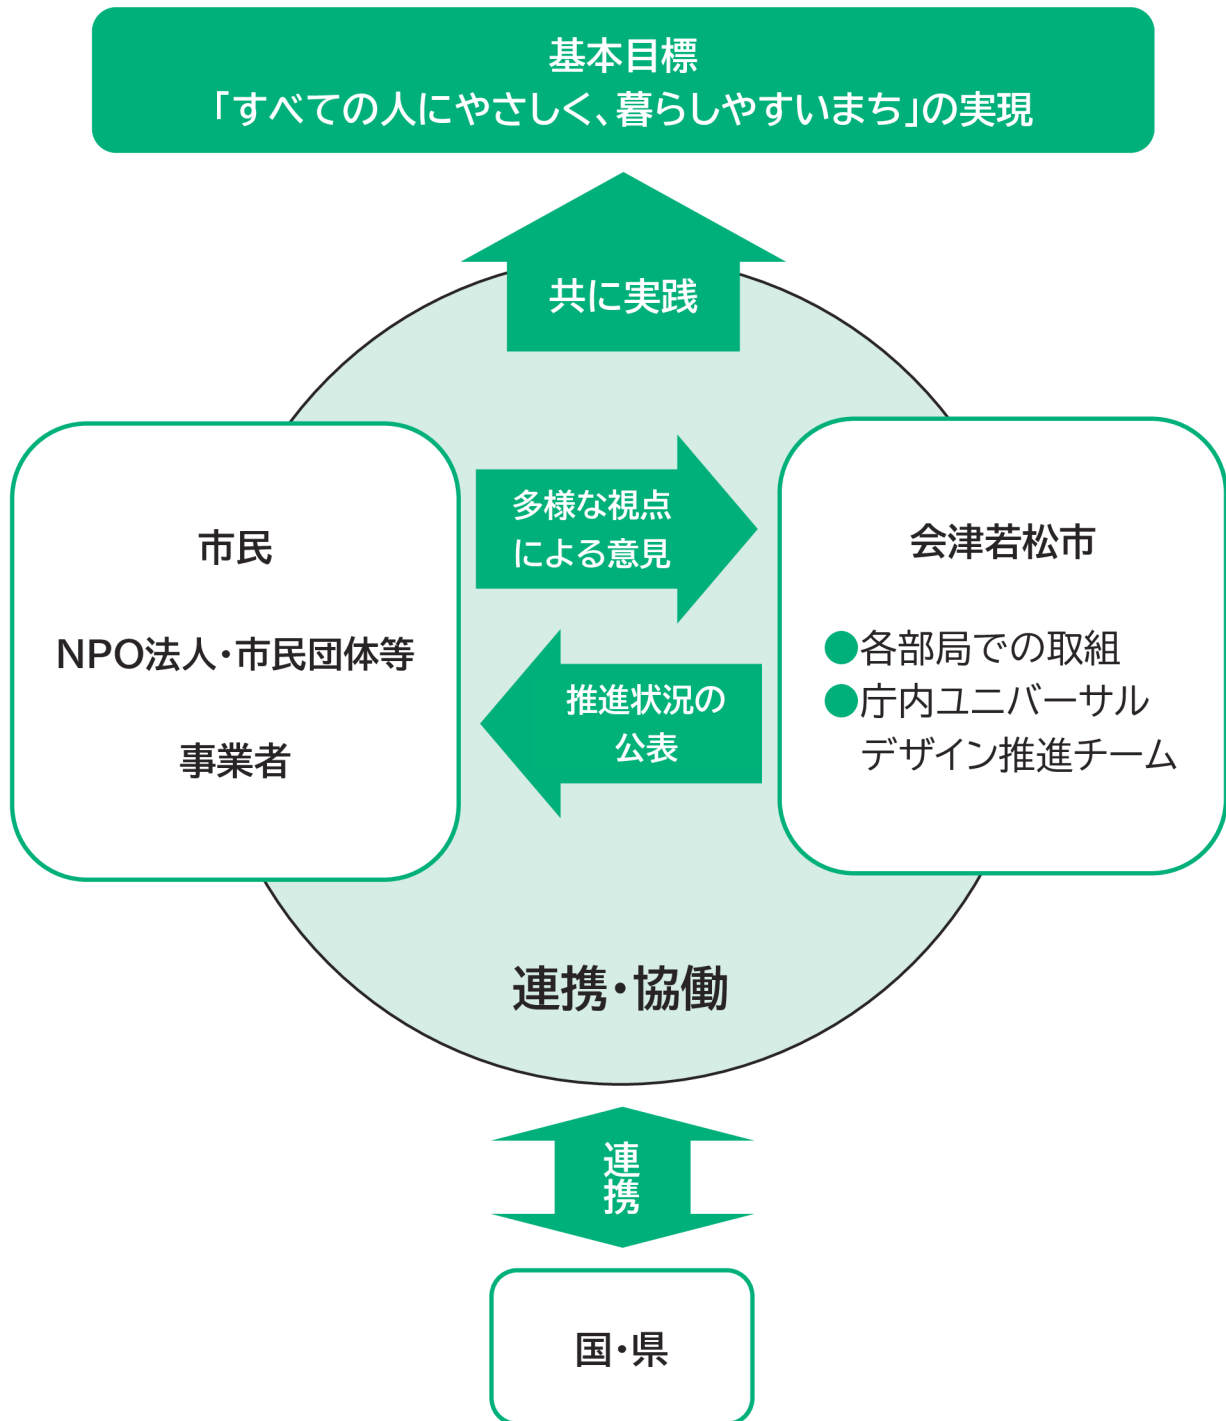 基本目標
「すべての人にやさしく、暮らしやすいまち」の実現
共に実践
市民
NPO法人・市民団体等
事業者
多様な視点
による意見
推進状況の
公表
会津若松市
●各部局での取組
●庁内ユニバーサル
デザイン推進チーム
連携・協働
連携
国・県